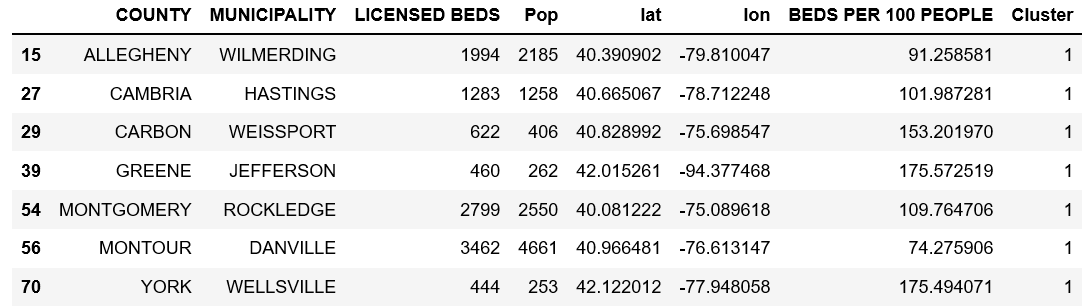 COUNTY MUNICIPALITY LICENSED BEDS Pop lat lon BEDS PER 100 PEOPLE Cluster
15 ALLEGHENY WILMERDING 1994 2185 40.390902 -79.810047 91.258581 1
27 CAMBRIA HASTINGS 1283 1258 40.665067 -78.712248 101.987281 1
29 CARBON WEISSPORT 622 406 40.828992 -75.698547 153.201970 1
39 GREENE JEFFERSON 460 262 42.015261 -94.377468 175.572519 1
54 MONTGOMERY ROCKLEDGE 2799 2550 40.081222 -75.089618 109.764706 1
56 MONTOUR DANVILLE 3462 4661 40.966481 -76.613147 74.275906 1
70 YORK WELLSVILLE 444 253 42.122012 -77.948058 175.494071 1